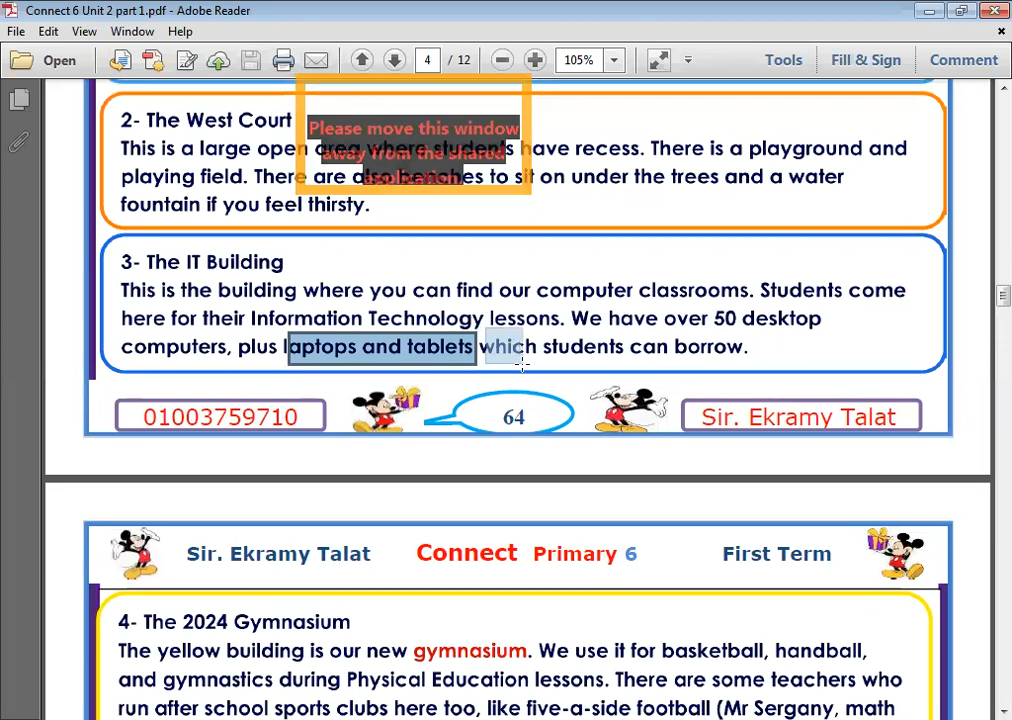 Connect 6 Unit 2 part 1.pdf - Adobe Reader
File Edit View Window Help
Open 4 / 12 105% Tools Fill & Sign Comment
2- The West Court
This is a large open area where students have recess. There is a playground and
playing field. There are also benches to sit on under the trees and a water
fountain if you feel thirsty.
Please move this window
away from the shared
application.
3- The IT Building
This is the building where you can find our computer classrooms. Students come
here for their Information Technology lessons. We have over 50 desktop
computers, plus laptops and tablets which students can borrow.
01003759710 64 Sir. Ekramy Talat
Sir. Ekramy Talat Connect Primary 6 First Term
4- The 2024 Gymnasium
The yellow building is our new gymnasium. We use it for basketball, handball,
and gymnastics during Physical Education lessons. There are some teachers who
run after school sports clubs here too, like five-a-side football (Mr Sergany, math